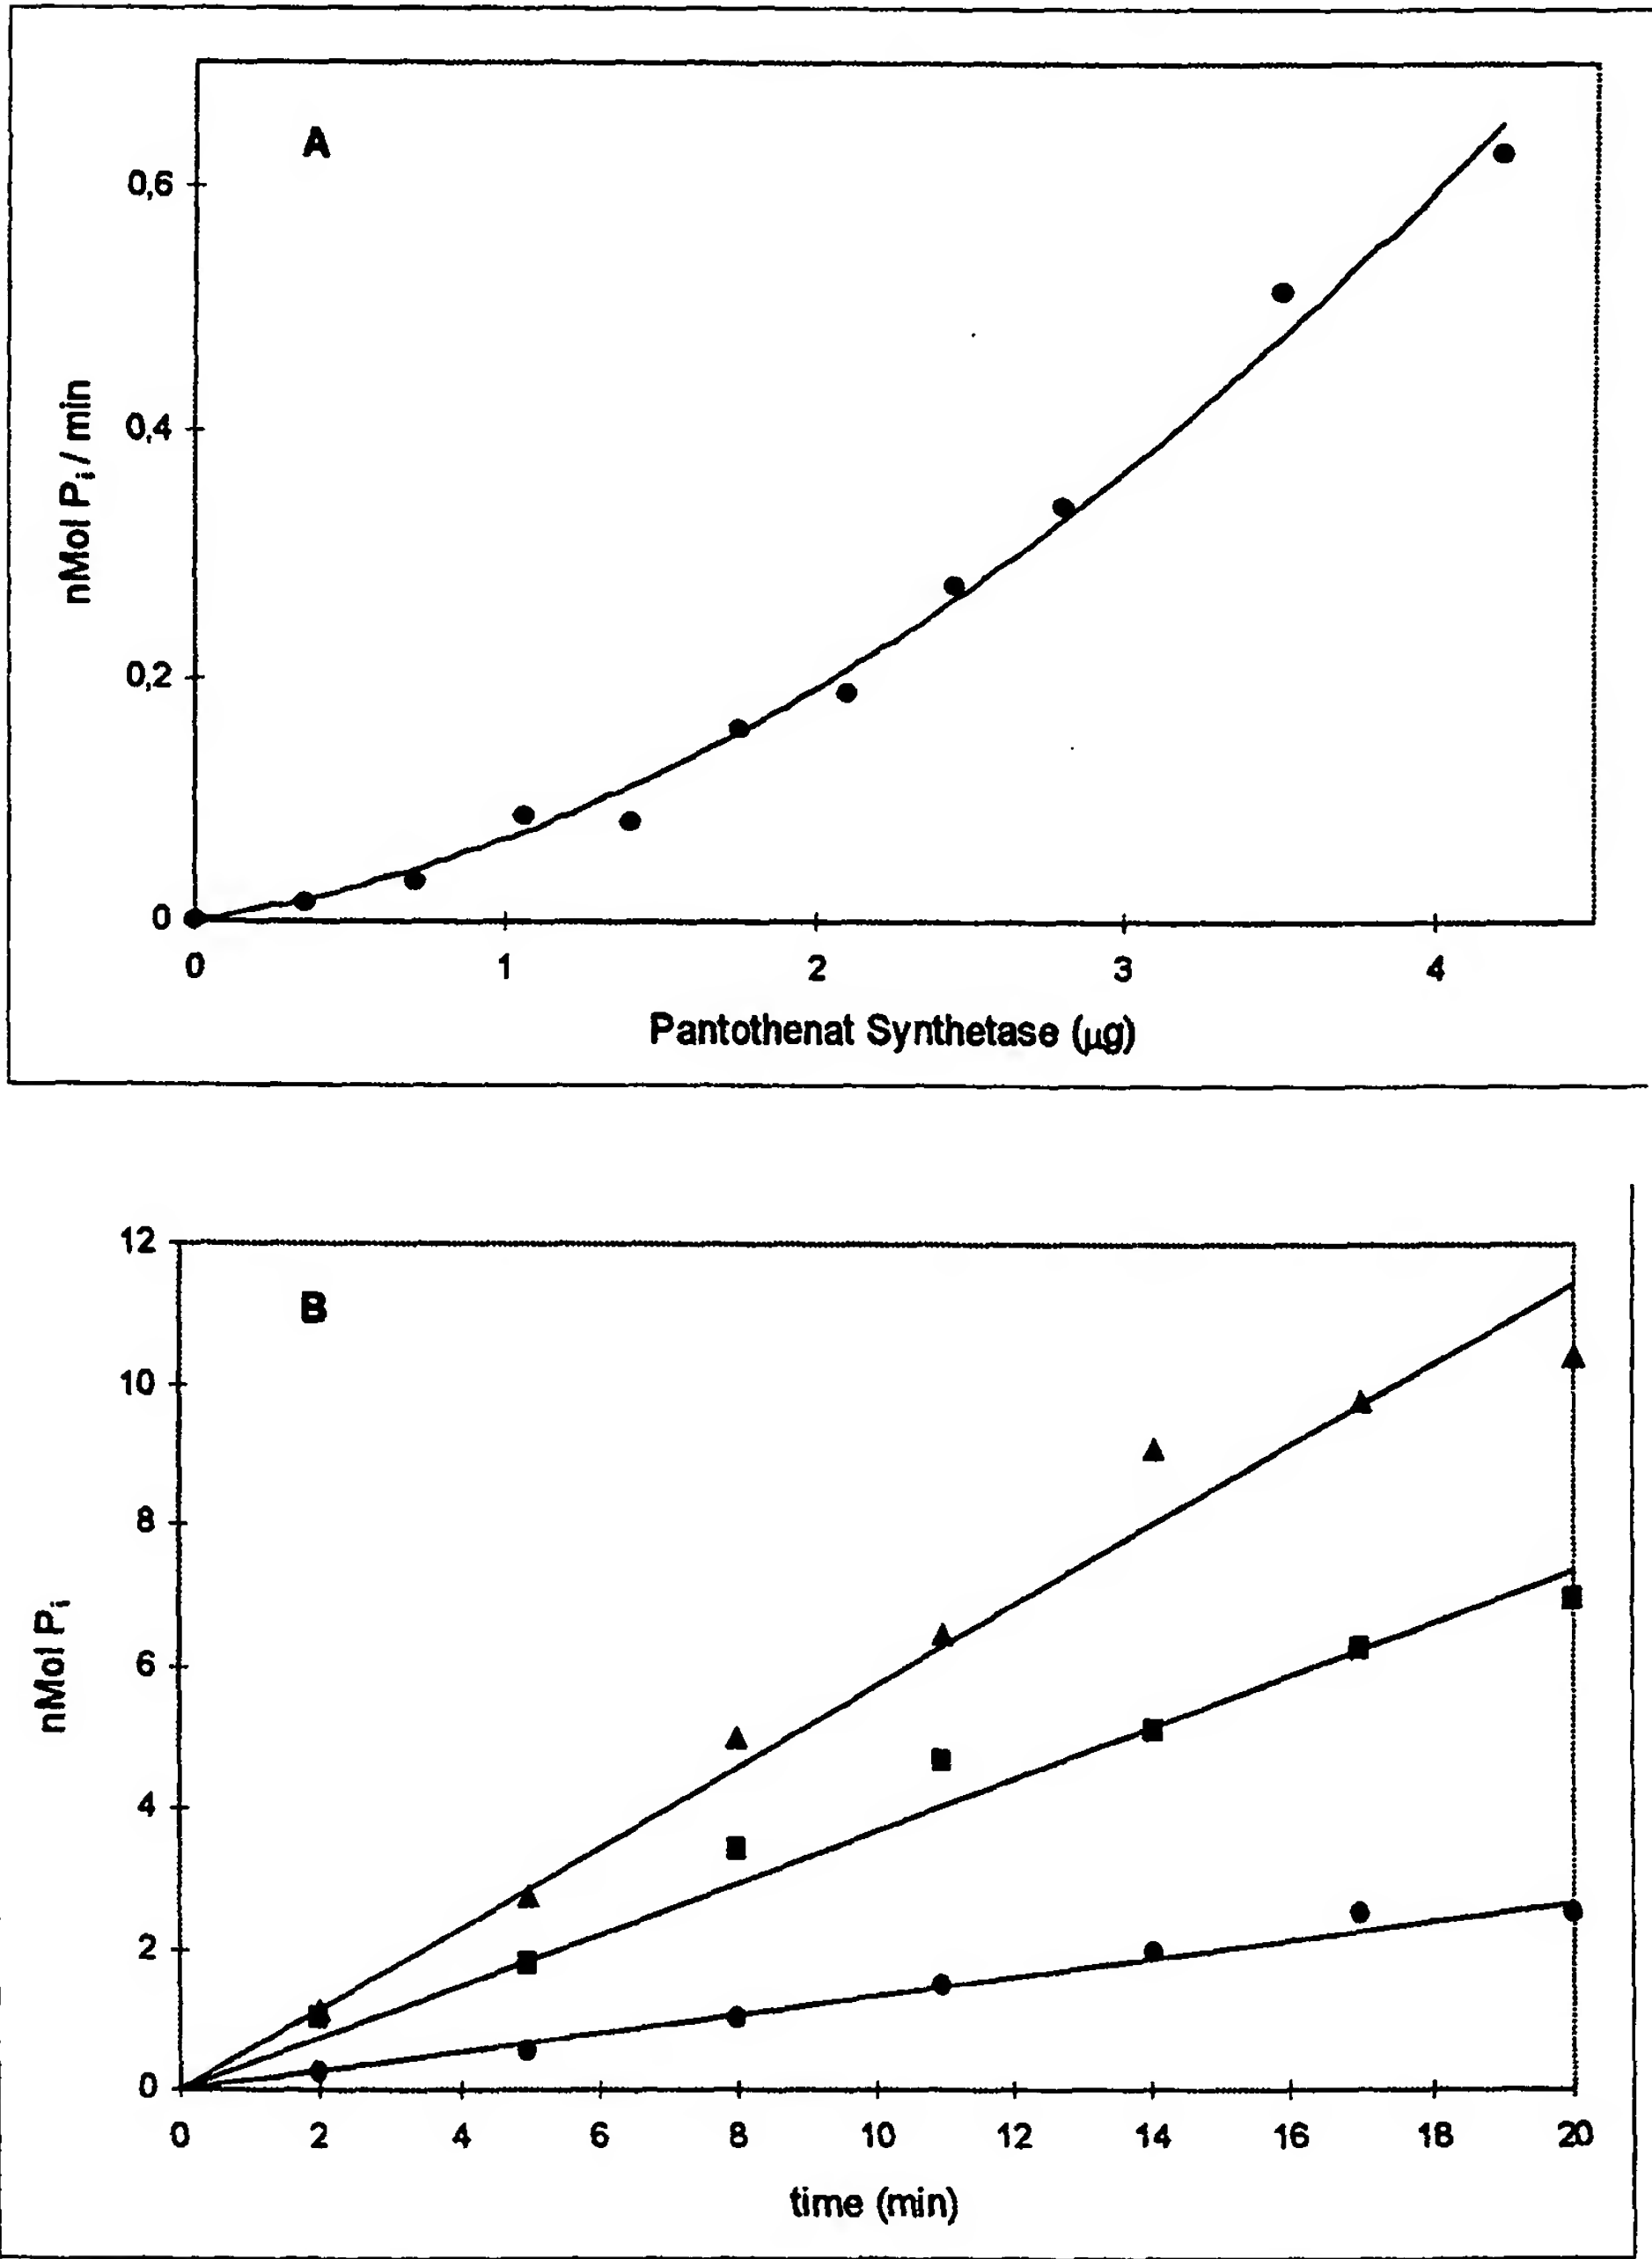 A
0,6
0,4
0,2
0
nMol Pi / min
0 1 2 3 4
Pantothenat Synthetase (μg)
12
B
10
8
6
4
2
0
nMol Pi
0 2 4 6 8 10 12 14 16 18 20
time (min)